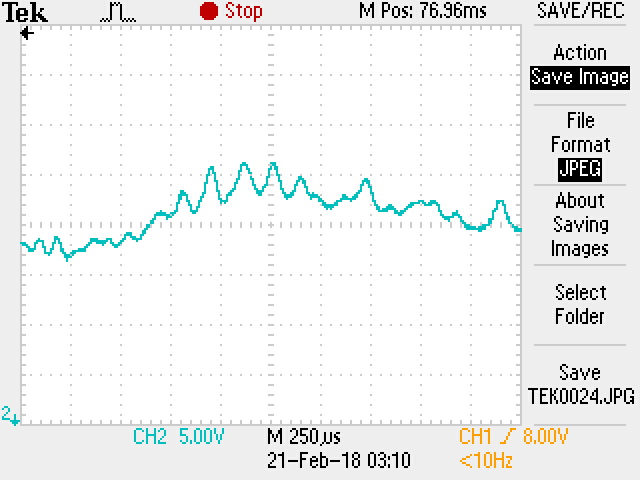 Tek Stop M Pos: 76.96ms SAVE/REC
Action
Save Image
File
Format
JPEG
About
Saving
Images
Select
Folder
Save
TEK0024.JPG
2
CH2 5.00V M 250µs CH1 8.00V
21-Feb-18 03:10 <10Hz